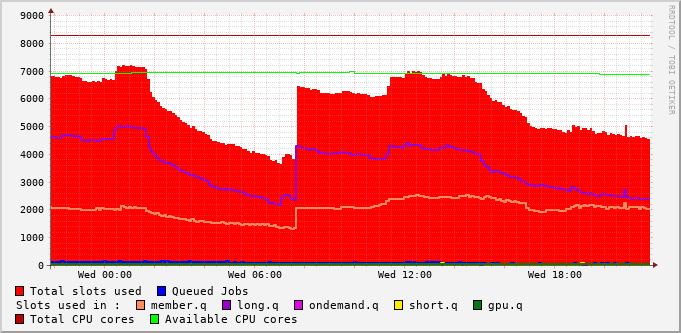 RRDTOOL / TOBI OETIKER
9000
8000
7000
6000
5000
4000
3000
2000
1000
0
Wed 00:00 Wed 06:00 Wed 12:00 Wed 18:00
Total slots used Queued Jobs
Slots used in : member.q long.q ondemand.q short.q gpu.q
Total CPU cores Available CPU cores